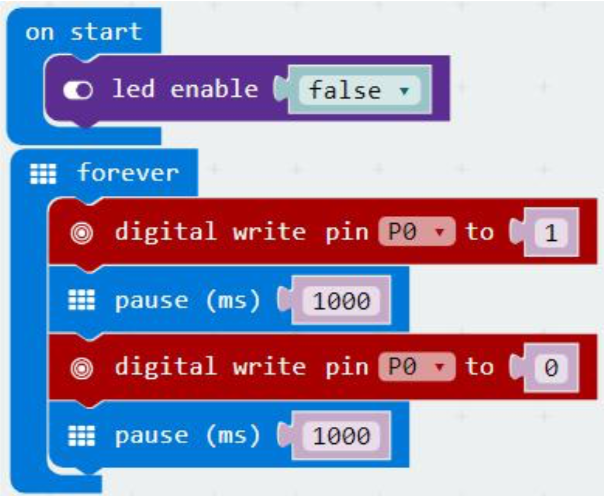 on start
led enable false
forever
digital write pin P0 to 1
pause (ms) 1000
digital write pin P0 to 0
pause (ms) 1000